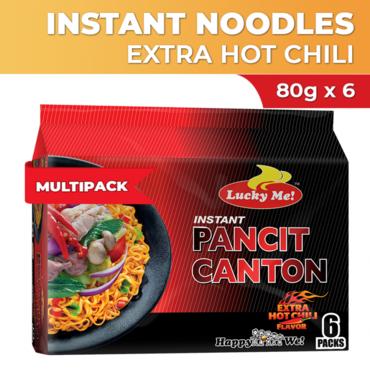 INSTANT NOODLES
EXTRA HOT CHILI
80g x 6
MULTIPACK
Lucky Me!
INSTANT
PANCIT
CANTON
EXTRA
HOT CHILI
FLAVOR
Happy We!
6
PACKS